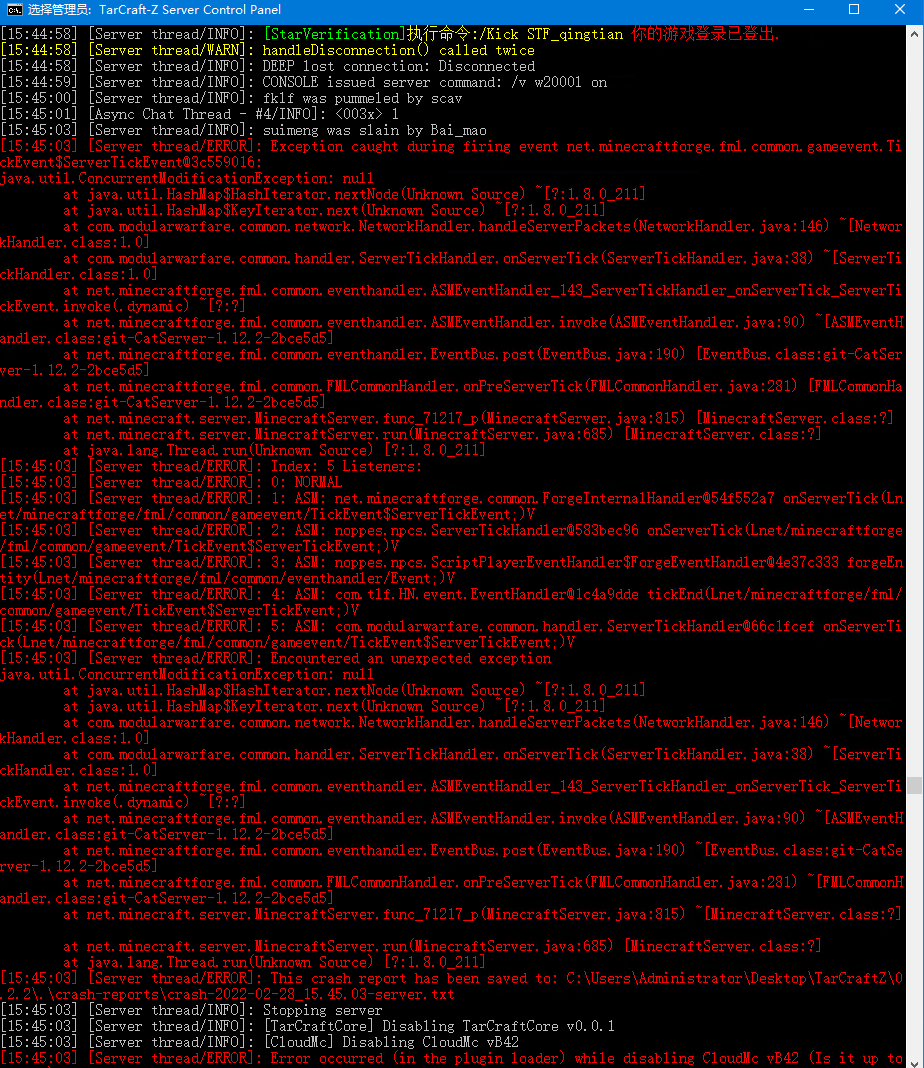 选择管理员: TarCraft-Z Server Control Panel
[15:44:58] [Server thread/INFO]: [StarVerification]执行命令:/Kick STF_qingtian 你的游戏登录已登出.
[15:44:58] [Server thread/WARN]: handleDisconnection() called twice
[15:44:58] [Server thread/INFO]: DEEP lost connection: Disconnected
[15:44:59] [Server thread/INFO]: CONSOLE issued server command: /v w20001 on
[15:45:00] [Server thread/INFO]: fklf was pummeled by scav
[15:45:01] [Async Chat Thread - #4/INFO]: <003x> 1
[15:45:03] [Server thread/INFO]: suimeng was slain by Bai_mao
[15:45:03] [Server thread/ERROR]: Exception caught during firing event net.minecraftforge.fml.common.gameevent.Ti
ckEvent$ServerTickEvent@3c559016:
java.util.ConcurrentModificationException: null
at java.util.HashMap$HashIterator.nextNode(Unknown Source) ~[?:1.8.0_211]
at java.util.HashMap$KeyIterator.next(Unknown Source) ~[?:1.8.0_211]
at com.modularwarfare.common.network.NetworkHandler.handleServerPackets(NetworkHandler.java:146) ~[Networ
kHandler.class:1.0]
at com.modularwarfare.common.handler.ServerTickHandler.onServerTick(ServerTickHandler.java:38) ~[ServerTi
ckHandler.class:1.0]
at net.minecraftforge.fml.common.eventhandler.ASMEventHandler_143_ServerTickHandler_onServerTick_ServerTi
ckEvent.invoke(.dynamic) ~[?:?]
at net.minecraftforge.fml.common.eventhandler.ASMEventHandler.invoke(ASMEventHandler.java:90) ~[ASMEventH
andler.class:git-CatServer-1.12.2-2bce5d5]
at net.minecraftforge.fml.common.eventhandler.EventBus.post(EventBus.java:190) [EventBus.class:git-CatSer
ver-1.12.2-2bce5d5]
at net.minecraftforge.fml.common.FMLCommonHandler.onPreServerTick(FMLCommonHandler.java:281) [FMLCommonHa
ndler.class:git-CatServer-1.12.2-2bce5d5]
at net.minecraft.server.MinecraftServer.func_71217_p(MinecraftServer.java:815) [MinecraftServer.class:?]
at net.minecraft.server.MinecraftServer.run(MinecraftServer.java:685) [MinecraftServer.class:?]
at java.lang.Thread.run(Unknown Source) [?:1.8.0_211]
[15:45:03] [Server thread/ERROR]: Index: 5 Listeners:
[15:45:03] [Server thread/ERROR]: 0: NORMAL
[15:45:03] [Server thread/ERROR]: 1: ASM: net.minecraftforge.common.ForgeInternalHandler@54f552a7 onServerTick(Ln
et/minecraftforge/fml/common/gameevent/TickEvent$ServerTickEvent;)V
[15:45:03] [Server thread/ERROR]: 2: ASM: noppes.npcs.ServerTickHandler@583bec96 onServerTick(Lnet/minecraftforge
/fml/common/gameevent/TickEvent$ServerTickEvent;)V
[15:45:03] [Server thread/ERROR]: 3: ASM: noppes.npcs.ScriptPlayerEventHandler$ForgeEventHandler@4e37c333 forgeEn
tity(Lnet/minecraftforge/fml/common/eventhandler/Event;)V
[15:45:03] [Server thread/ERROR]: 4: ASM: com.tlf.HN.event.EventHandler@1c4a9dde tickEnd(Lnet/minecraftforge/fml/
common/gameevent/TickEvent$ServerTickEvent;)V
[15:45:03] [Server thread/ERROR]: 5: ASM: com.modularwarfare.common.handler.ServerTickHandler@66c1fcef onServerTi
ck(Lnet/minecraftforge/fml/common/gameevent/TickEvent$ServerTickEvent;)V
[15:45:03] [Server thread/ERROR]: Encountered an unexpected exception
java.util.ConcurrentModificationException: null
at java.util.HashMap$HashIterator.nextNode(Unknown Source) ~[?:1.8.0_211]
at java.util.HashMap$KeyIterator.next(Unknown Source) ~[?:1.8.0_211]
at com.modularwarfare.common.network.NetworkHandler.handleServerPackets(NetworkHandler.java:146) ~[Networ
kHandler.class:1.0]
at com.modularwarfare.common.handler.ServerTickHandler.onServerTick(ServerTickHandler.java:38) ~[ServerTi
ckHandler.class:1.0]
at net.minecraftforge.fml.common.eventhandler.ASMEventHandler_143_ServerTickHandler_onServerTick_ServerTi
ckEvent.invoke(.dynamic) ~[?:?]
at net.minecraftforge.fml.common.eventhandler.ASMEventHandler.invoke(ASMEventHandler.java:90) ~[ASMEventH
andler.class:git-CatServer-1.12.2-2bce5d5]
at net.minecraftforge.fml.common.eventhandler.EventBus.post(EventBus.java:190) ~[EventBus.class:git-CatSe
rver-1.12.2-2bce5d5]
at net.minecraftforge.fml.common.FMLCommonHandler.onPreServerTick(FMLCommonHandler.java:281) ~[FMLCommonH
andler.class:git-CatServer-1.12.2-2bce5d5]
at net.minecraft.server.MinecraftServer.func_71217_p(MinecraftServer.java:815) ~[MinecraftServer.class:?]
at net.minecraft.server.MinecraftServer.run(MinecraftServer.java:685) [MinecraftServer.class:?]
at java.lang.Thread.run(Unknown Source) [?:1.8.0_211]
[15:45:03] [Server thread/ERROR]: This crash report has been saved to: C:\Users\Administrator\Desktop\TarCraftZ\0
.2.2\.\crash-reports\crash-2022-02-28_15.45.03-server.txt
[15:45:03] [Server thread/INFO]: Stopping server
[15:45:03] [Server thread/INFO]: [TarCraftCore] Disabling TarCraftCore v0.0.1
[15:45:03] [Server thread/INFO]: [CloudMc] Disabling CloudMc vB42
[15:45:03] [Server thread/ERROR]: Error occurred (in the plugin loader) while disabling CloudMc vB42 (Is it up to